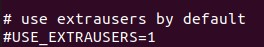 # use extrausers by default
#USE_EXTRAUSERS=1